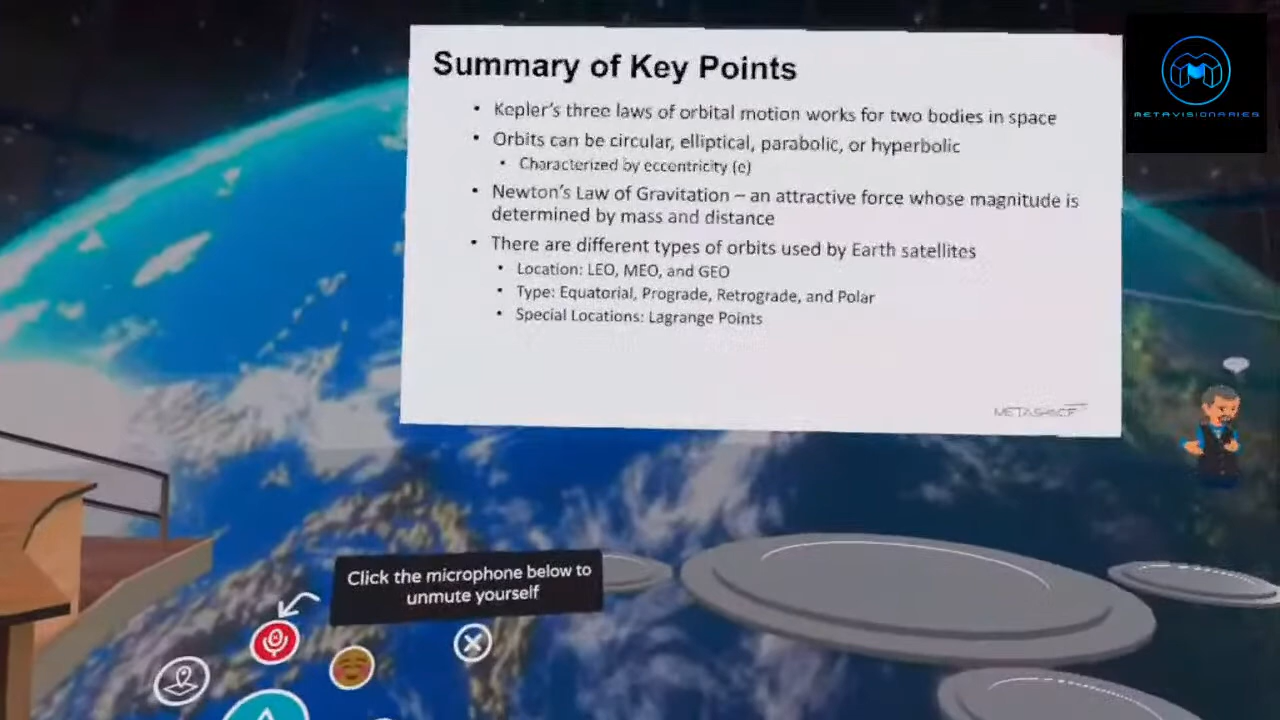 Summary of Key Points
• Kepler's three laws of orbital motion works for two bodies in space
• Orbits can be circular, elliptical, parabolic, or hyperbolic
• Characterized by eccentricity (e)
• Newton's Law of Gravitation – an attractive force whose magnitude is
determined by mass and distance
• There are different types of orbits used by Earth satellites
• Location: LEO, MEO, and GEO
• Type: Equatorial, Prograde, Retrograde, and Polar
• Special Locations: Lagrange Points
METASPACE
METAVISIONARIES
Click the microphone below to
unmute yourself